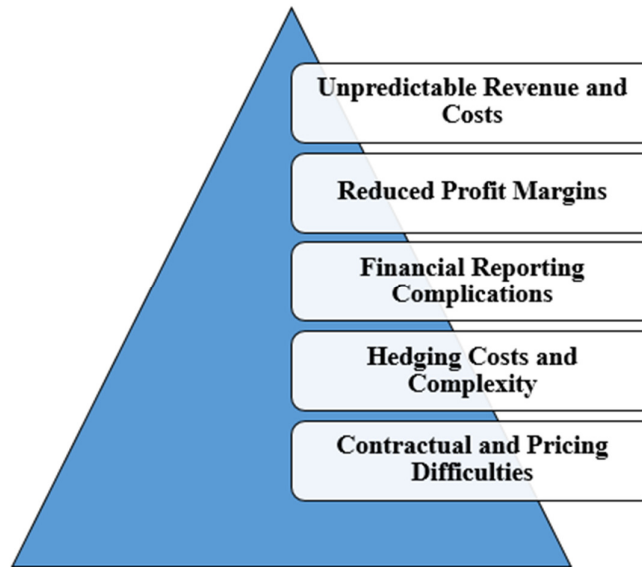 Unpredictable Revenue and
Costs
Reduced Profit Margins
Financial Reporting
Complications
Hedging Costs and
Complexity
Contractual and Pricing
Difficulties